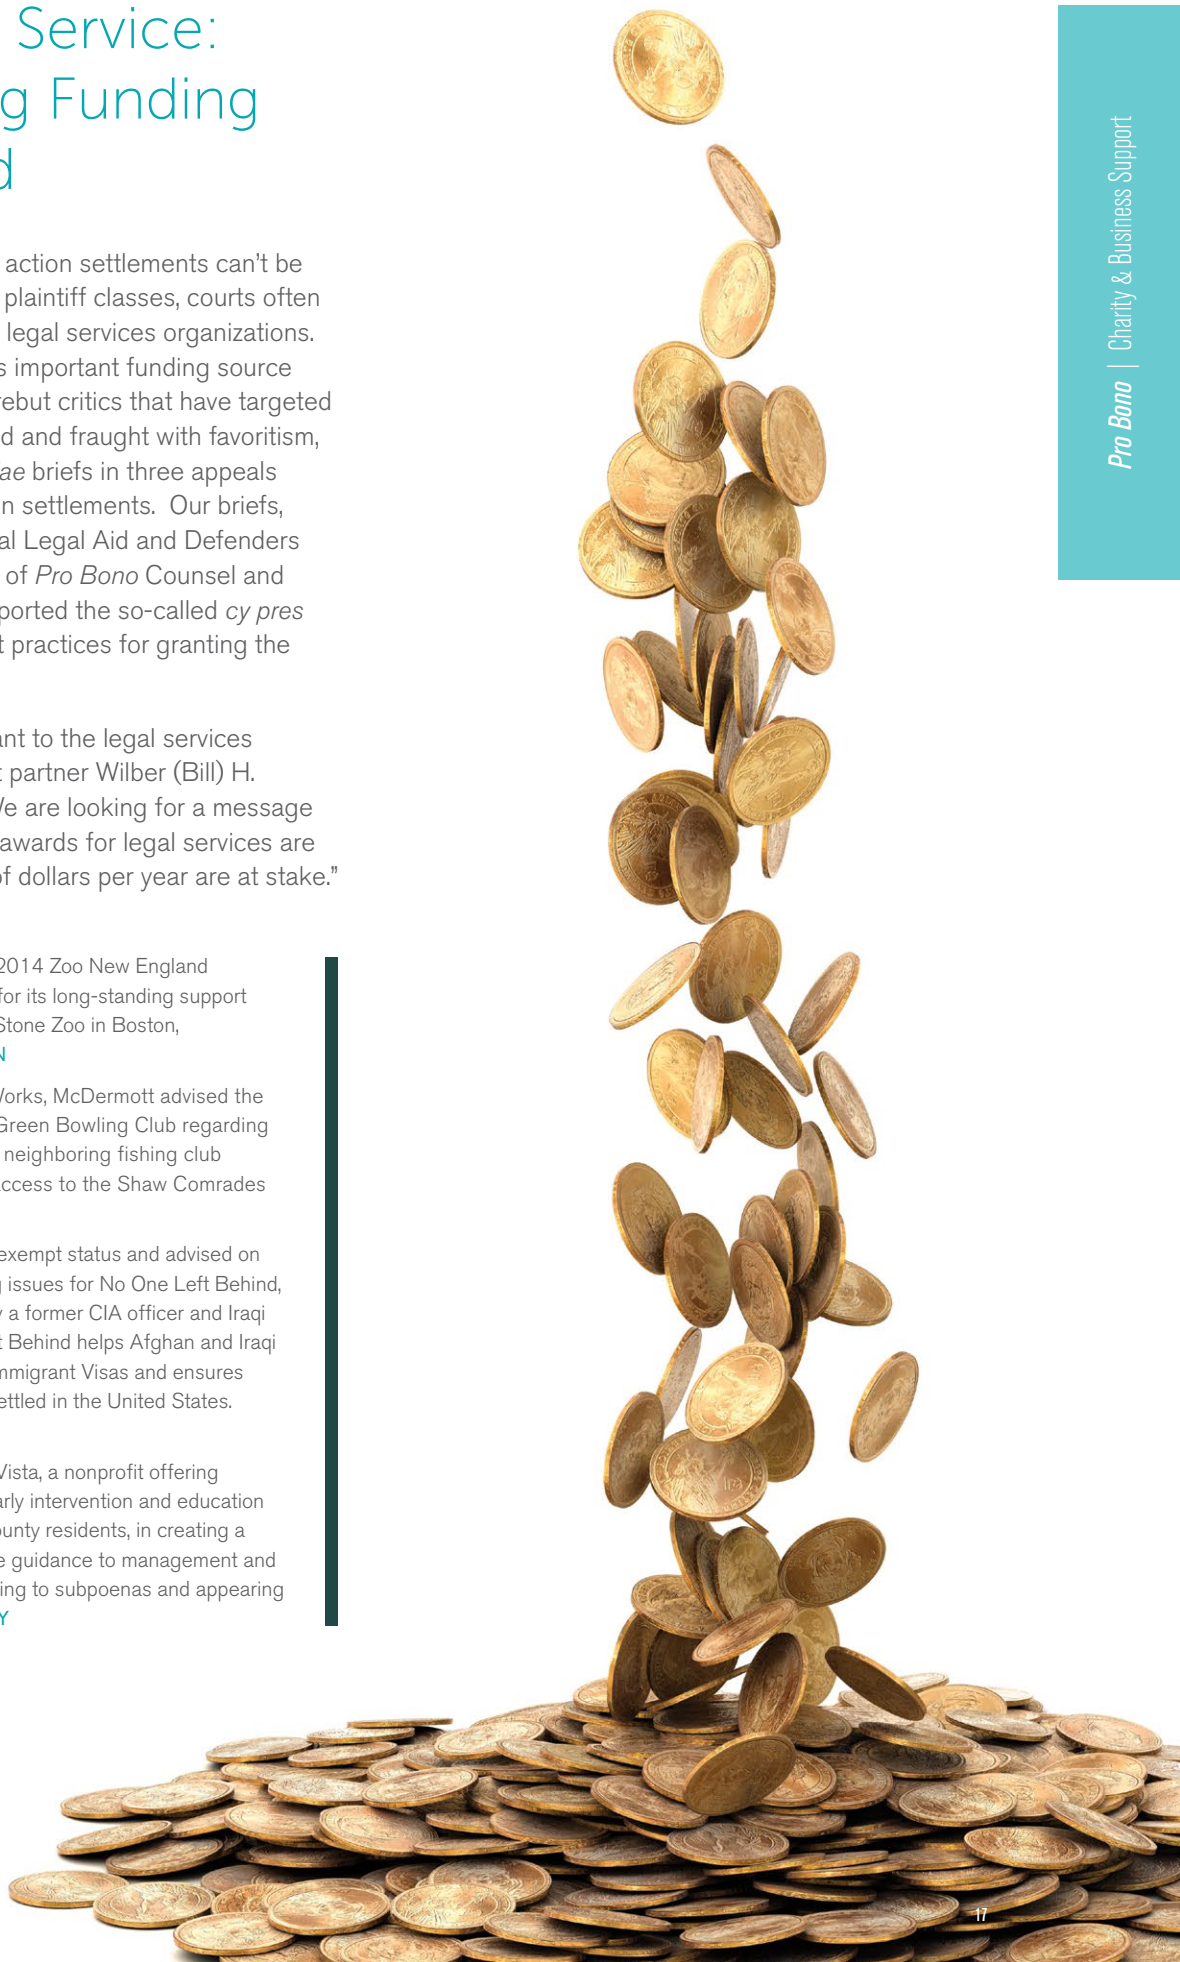 Service:
g Funding
d
action settlements can’t be
plaintiff classes, courts often
legal services organizations.
s important funding source
rebut critics that have targeted
d and fraught with favoritism,
ae briefs in three appeals
n settlements.  Our briefs,
al Legal Aid and Defenders
of Pro Bono Counsel and
ported the so-called cy pres
t practices for granting the
ant to the legal services
t partner Wilber (Bill) H.
We are looking for a message
awards for legal services are
of dollars per year are at stake.”
2014 Zoo New England
for its long-standing support
Stone Zoo in Boston,
N
Works, McDermott advised the
Green Bowling Club regarding
neighboring fishing club
access to the Shaw Comrades
exempt status and advised on
g issues for No One Left Behind,
y a former CIA officer and Iraqi
t Behind helps Afghan and Iraqi
mmigrant Visas and ensures
ettled in the United States.
Vista, a nonprofit offering
arly intervention and education
ounty residents, in creating a
e guidance to management and
ing to subpoenas and appearing
Y
Pro Bono | Charity & Business Support
17